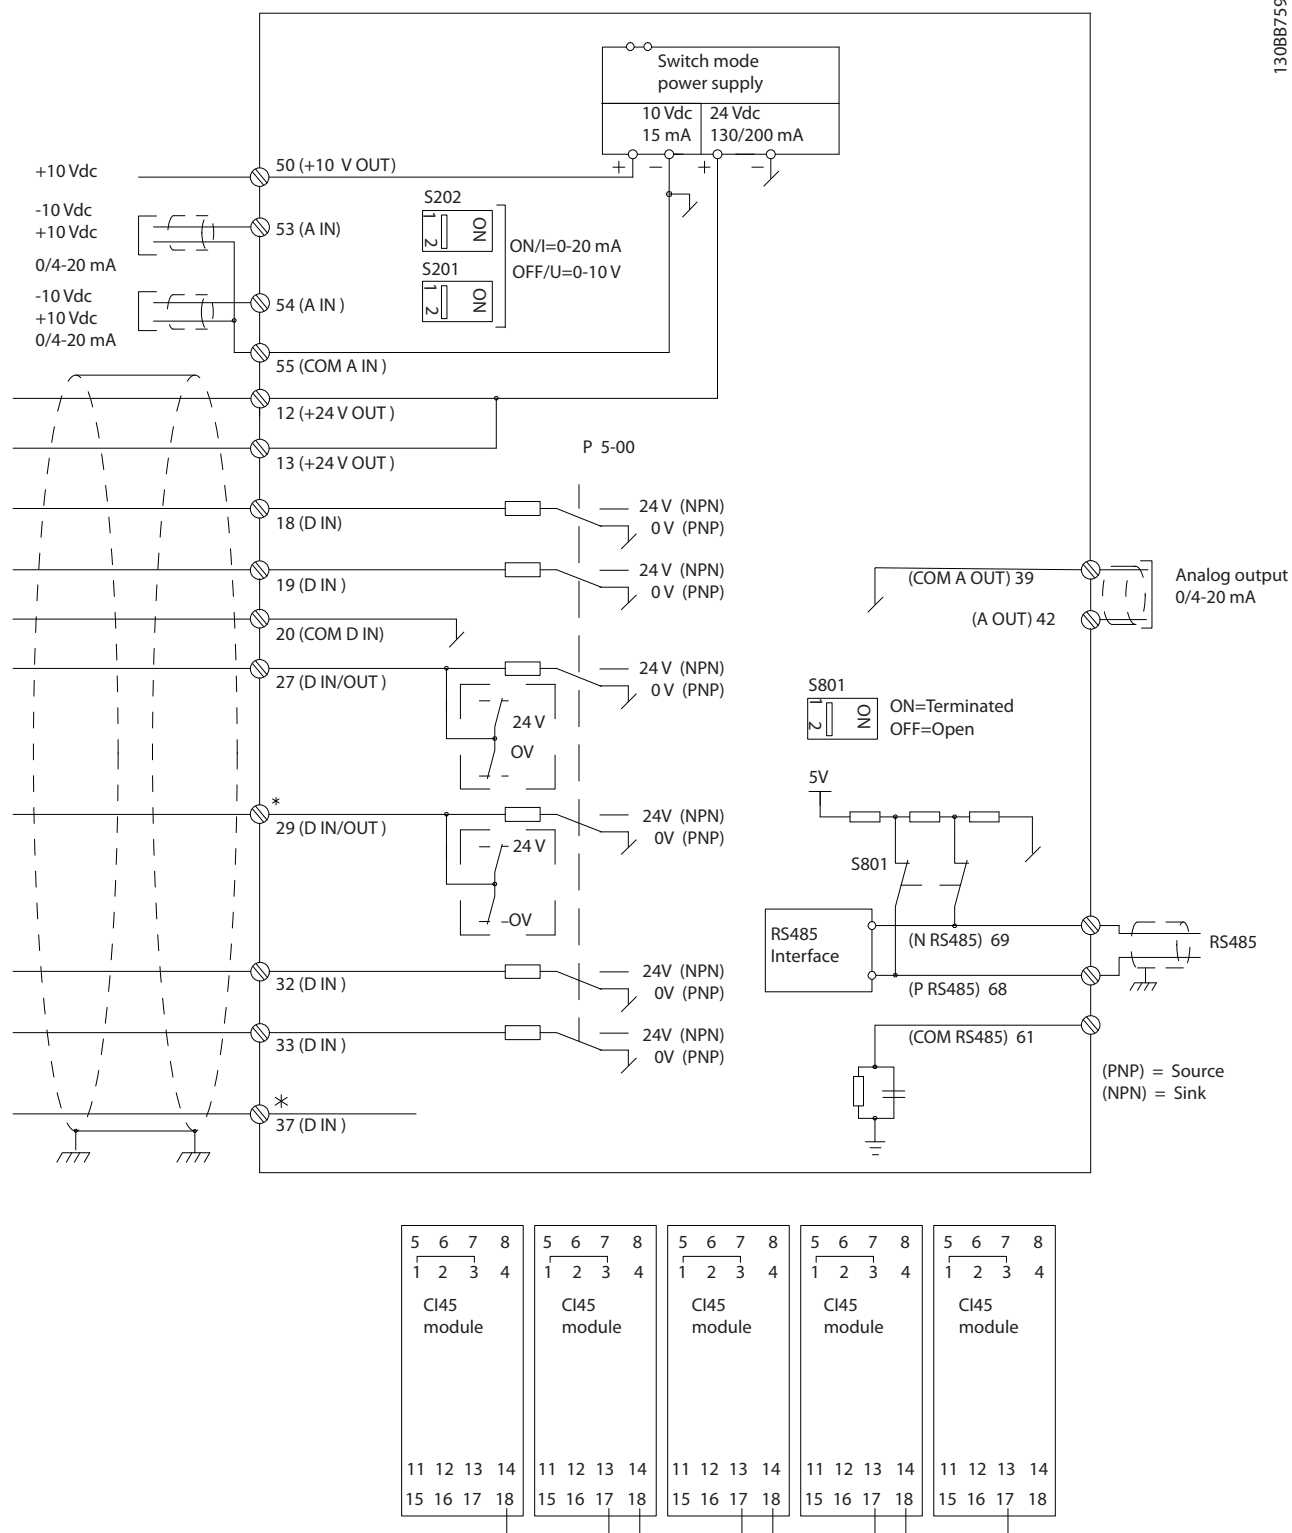 130BB759
Switch mode
power supply
10 Vdc
15 mA
24 Vdc
130/200 mA
+ - + -
+10 Vdc
50 (+10 V OUT)
-10 Vdc
+10 Vdc
0/4-20 mA
53 (A IN)
S202
1 2 ON
ON/I=0-20 mA
OFF/U=0-10 V
S201
1 2 ON
-10 Vdc
+10 Vdc
0/4-20 mA
54 (A IN )
55 (COM A IN )
12 (+24 V OUT )
13 (+24 V OUT )
P 5-00
18 (D IN)
24 V (NPN)
0 V (PNP)
19 (D IN )
24 V (NPN)
0 V (PNP)
20 (COM D IN)
27 (D IN/OUT )
24 V (NPN)
0 V (PNP)
24 V
OV
*
29 (D IN/OUT )
24V (NPN)
0V (PNP)
24 V
OV
32 (D IN )
24V (NPN)
0V (PNP)
33 (D IN )
24V (NPN)
0V (PNP)
*
37 (D IN )
(COM A OUT) 39
(A OUT) 42
Analog output
0/4-20 mA
S801
1 2 ON
ON=Terminated
OFF=Open
5V
S801
RS485
Interface
(N RS485) 69
RS485
(P RS485) 68
(COM RS485) 61
(PNP) = Source
(NPN) = Sink
5 6 7 8
1 2 3 4
CI45
module
11 12 13 14
15 16 17 18
5 6 7 8
1 2 3 4
CI45
module
11 12 13 14
15 16 17 18
5 6 7 8
1 2 3 4
CI45
module
11 12 13 14
15 16 17 18
5 6 7 8
1 2 3 4
CI45
module
11 12 13 14
15 16 17 18
5 6 7 8
1 2 3 4
CI45
module
11 12 13 14
15 16 17 18